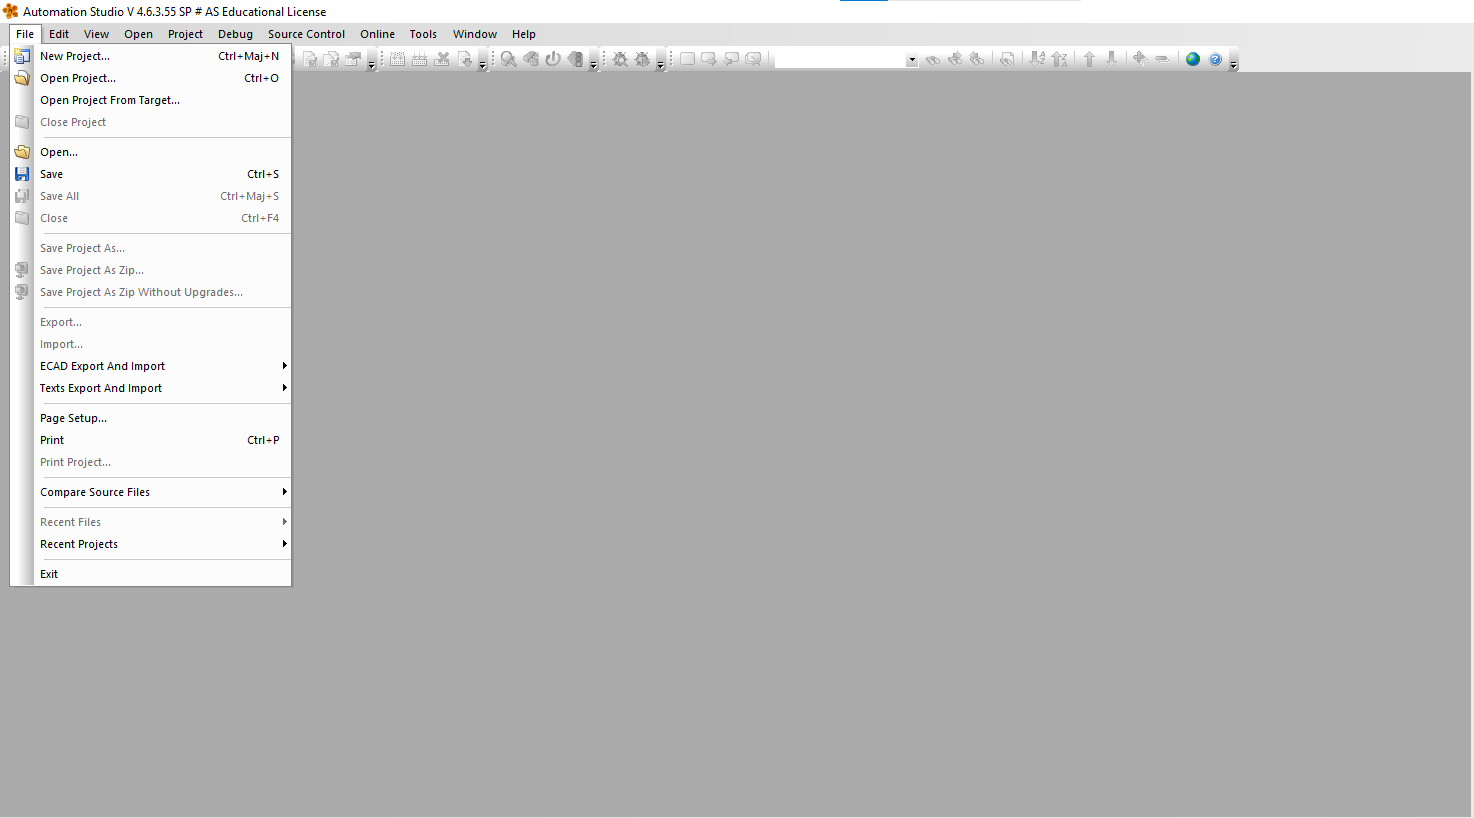 Automation Studio V 4.6.3.55 SP # AS Educational License
File Edit View Open Project Debug Source Control Online Tools Window Help
New Project... Ctrl+Maj+N
Open Project... Ctrl+O
Open Project From Target...
Close Project
Open...
Save Ctrl+S
Save All Ctrl+Maj+S
Close Ctrl+F4
Save Project As...
Save Project As Zip...
Save Project As Zip Without Upgrades...
Export...
Import...
ECAD Export And Import
Texts Export And Import
Page Setup...
Print Ctrl+P
Print Project...
Compare Source Files
Recent Files
Recent Projects
Exit